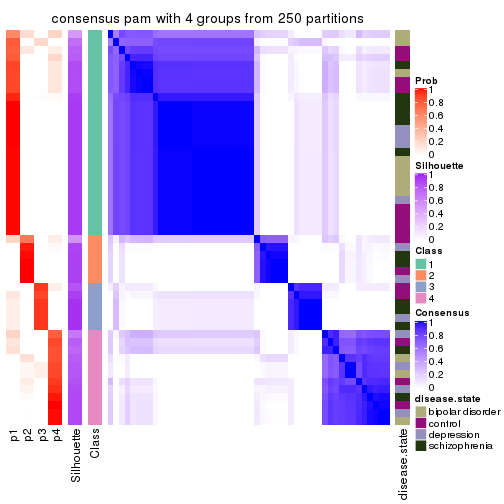 consensus pam with 4 groups from 250 partitions
Prob
1
0.8
0.6
0.4
0.2
0
Silhouette
1
0.8
0.6
0.4
0.2
0
Class
1
2
3
4
Consensus
1
0.8
0.6
0.4
0.2
0
disease.state
bipolar disorder
control
depression
schizophrenia
p1
p2
p3
p4
Silhouette
Class
disease.state